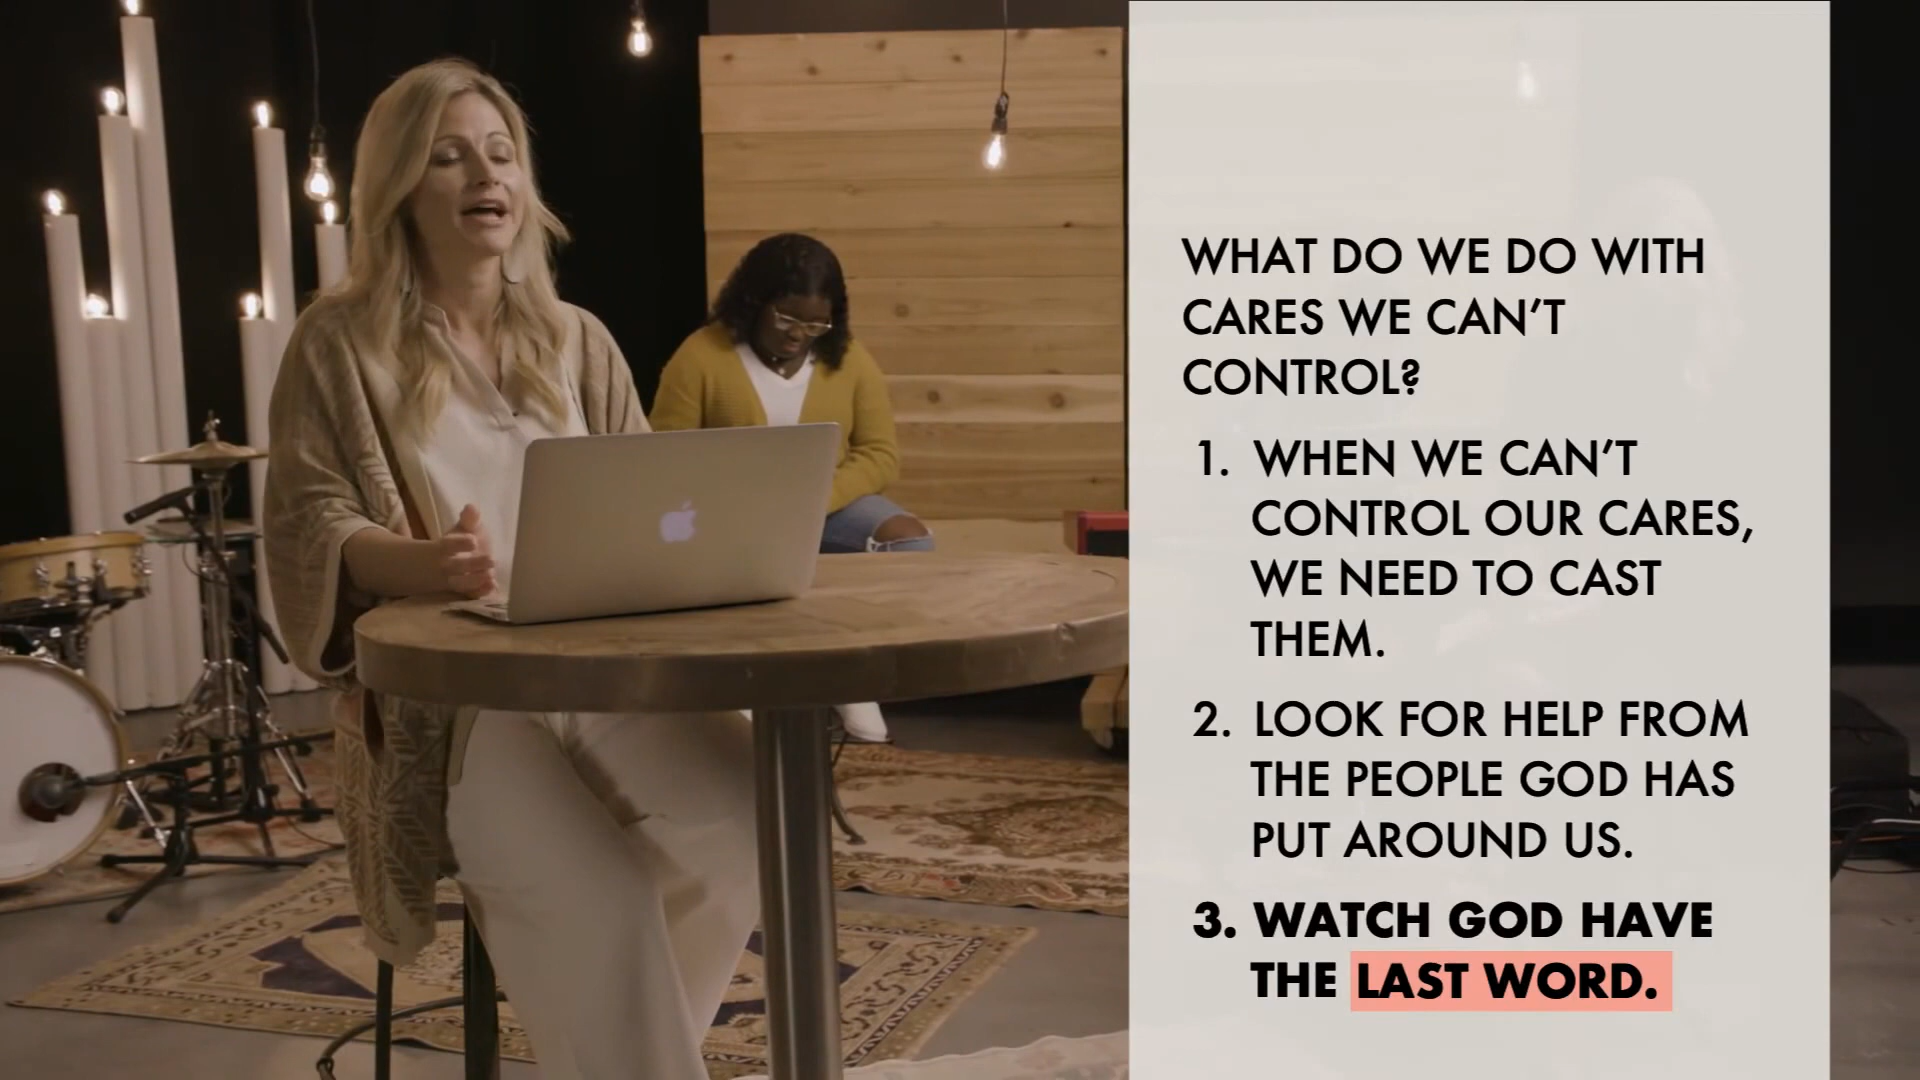 WHAT DO WE DO WITH
CARES WE CAN'T
CONTROL?
1. WHEN WE CAN'T
CONTROL OUR CARES,
WE NEED TO CAST
THEM.
2. LOOK FOR HELP FROM
THE PEOPLE GOD HAS
PUT AROUND US.
3. WATCH GOD HAVE
THE LAST WORD.